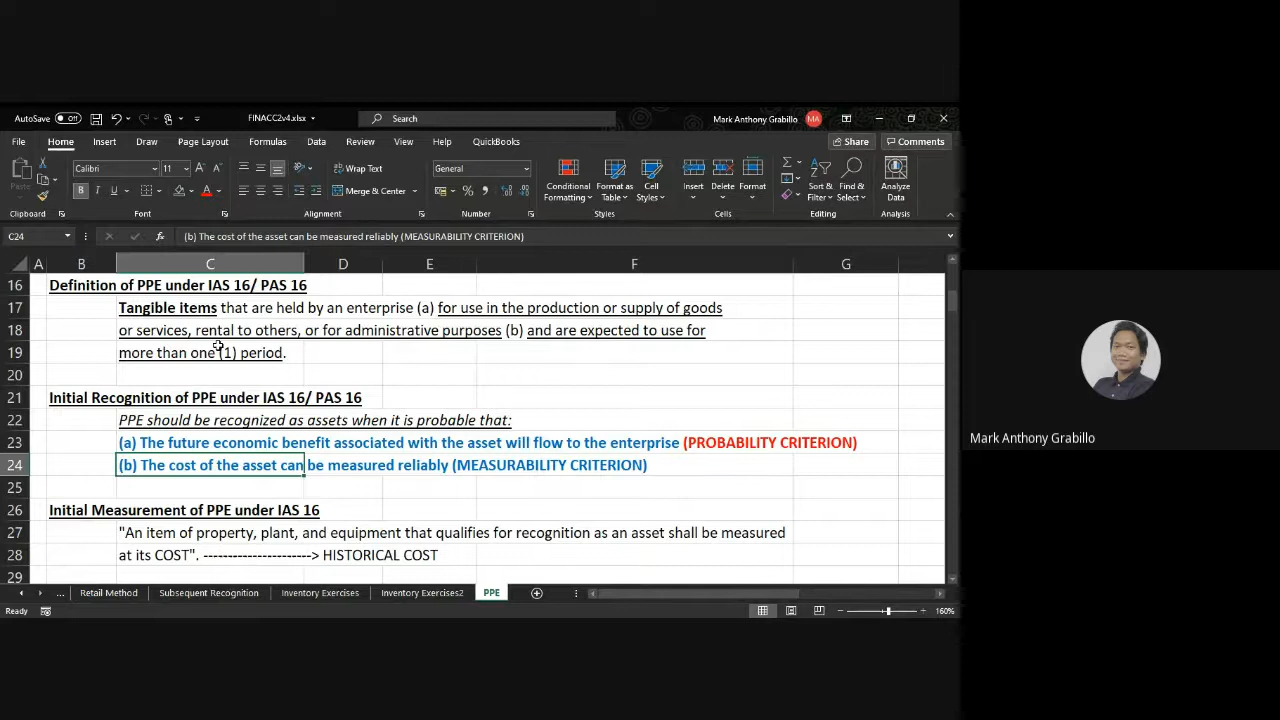 AutoSave Off FINACC2v4.xlsx Search Mark Anthony Grabillo MA
File Home Insert Draw Page Layout Formulas Data Review View Help QuickBooks Share Comments
Paste Calibri 11 B I U A Wrap Text Merge & Center General % Conditional Formatting Format as Table Cell Styles Insert Delete Format Sort & Filter Find & Select Analyze Data
Clipboard Font Alignment Number Styles Cells Editing Analysis
C24 fx (b) The cost of the asset can be measured reliably (MEASURABILITY CRITERION)
A B C D E F G
16 Definition of PPE under IAS 16/ PAS 16
17 Tangible items that are held by an enterprise (a) for use in the production or supply of goods
18 or services, rental to others, or for administrative purposes (b) and are expected to use for
19 more than one (1) period.
20
21 Initial Recognition of PPE under IAS 16/ PAS 16
22 PPE should be recognized as assets when it is probable that:
23 (a) The future economic benefit associated with the asset will flow to the enterprise (PROBABILITY CRITERION)
24 (b) The cost of the asset can be measured reliably (MEASURABILITY CRITERION)
25
26 Initial Measurement of PPE under IAS 16
27 "An item of property, plant, and equipment that qualifies for recognition as an asset shall be measured
28 at its COST". ----------------------> HISTORICAL COST
29
... Retail Method Subsequent Recognition Inventory Exercises Inventory Exercises2 PPE
Ready 160%
Mark Anthony Grabillo